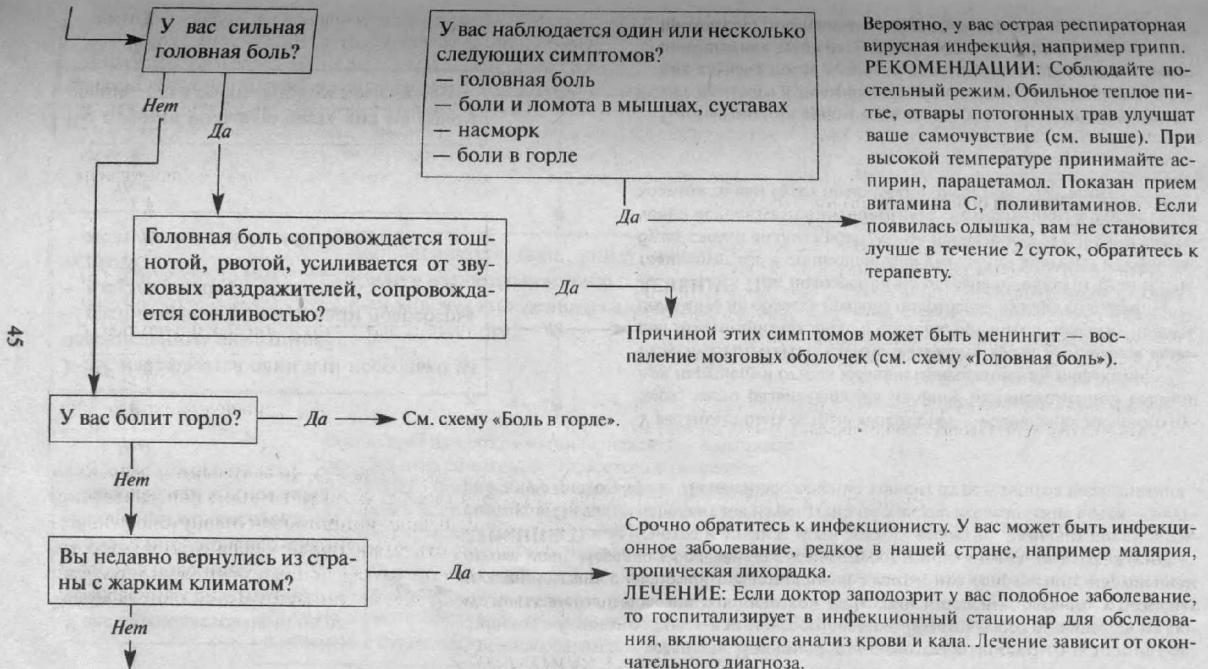 У вас сильная
головная боль?
Нет
Да
У вас наблюдается один или несколько
следующих симптомов?
— головная боль
— боли и ломота в мышцах, суставах
— насморк
— боли в горле
Да
Вероятно, у вас острая респираторная
вирусная инфекция, например грипп.
РЕКОМЕНДАЦИИ: Соблюдайте по-
стельный режим. Обильное теплое пи-
тье, отвары потогонных трав улучшат
ваше самочувствие (см. выше). При
высокой температуре принимайте ас-
пирин, парацетамол. Показан прием
витамина С, поливитаминов. Если
появилась одышка, вам не становится
лучше в течение 2 суток, обратитесь к
терапевту.
Головная боль сопровождается тош-
нотой, рвотой, усиливается от зву-
ковых раздражителей, сопровожда-
ется сонливостью?
Да
Причиной этих симптомов может быть менингит — вос-
паление мозговых оболочек (см. схему «Головная боль»).
45
У вас болит горло?
Да
См. схему «Боль в горле».
Нет
Вы недавно вернулись из стра-
ны с жарким климатом?
Да
Срочно обратитесь к инфекционисту. У вас может быть инфекци-
онное заболевание, редкое в нашей стране, например малярия,
тропическая лихорадка.
ЛЕЧЕНИЕ: Если доктор заподозрит у вас подобное заболевание,
то госпитализирует в инфекционный стационар для обследова-
ния, включающего анализ крови и кала. Лечение зависит от окон-
чательного диагноза.
Нет